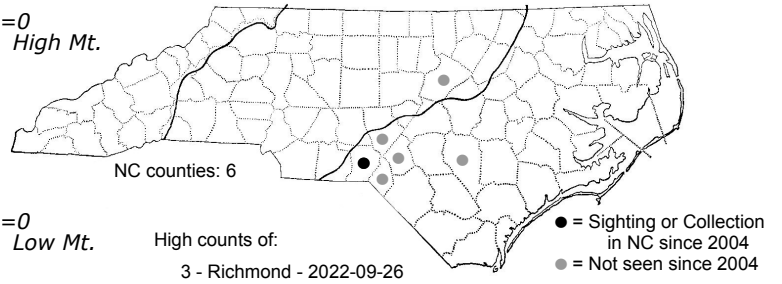 =0
High Mt.
NC counties: 6
=0
Low Mt.
High counts of:
3 - Richmond - 2022-09-26
= Sighting or Collection
in NC since 2004
= Not seen since 2004